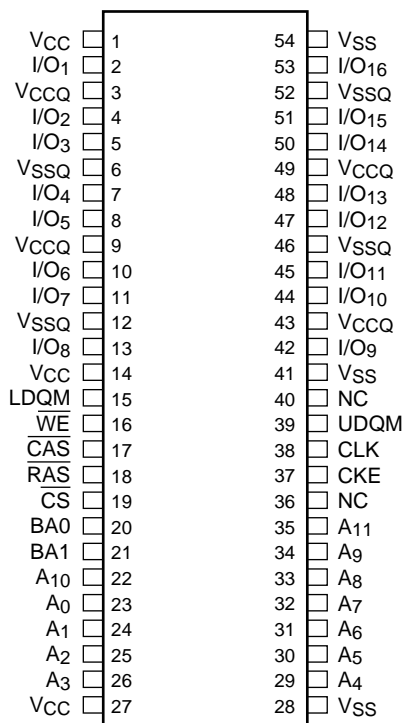 VCC 1 54 VSS
I/O1 2 53 I/O16
VCCQ 3 52 VSSQ
I/O2 4 51 I/O15
I/O3 5 50 I/O14
VSSQ 6 49 VCCQ
I/O4 7 48 I/O13
I/O5 8 47 I/O12
VCCQ 9 46 VSSQ
I/O6 10 45 I/O11
I/O7 11 44 I/O10
VSSQ 12 43 VCCQ
I/O8 13 42 I/O9
VCC 14 41 VSS
LDQM 15 40 NC
W̅E̅ 16 39 UDQM
C̅A̅S̅ 17 38 CLK
R̅A̅S̅ 18 37 CKE
C̅S̅ 19 36 NC
BA0 20 35 A11
BA1 21 34 A9
A10 22 33 A8
A0 23 32 A7
A1 24 31 A6
A2 25 30 A5
A3 26 29 A4
VCC 27 28 VSS